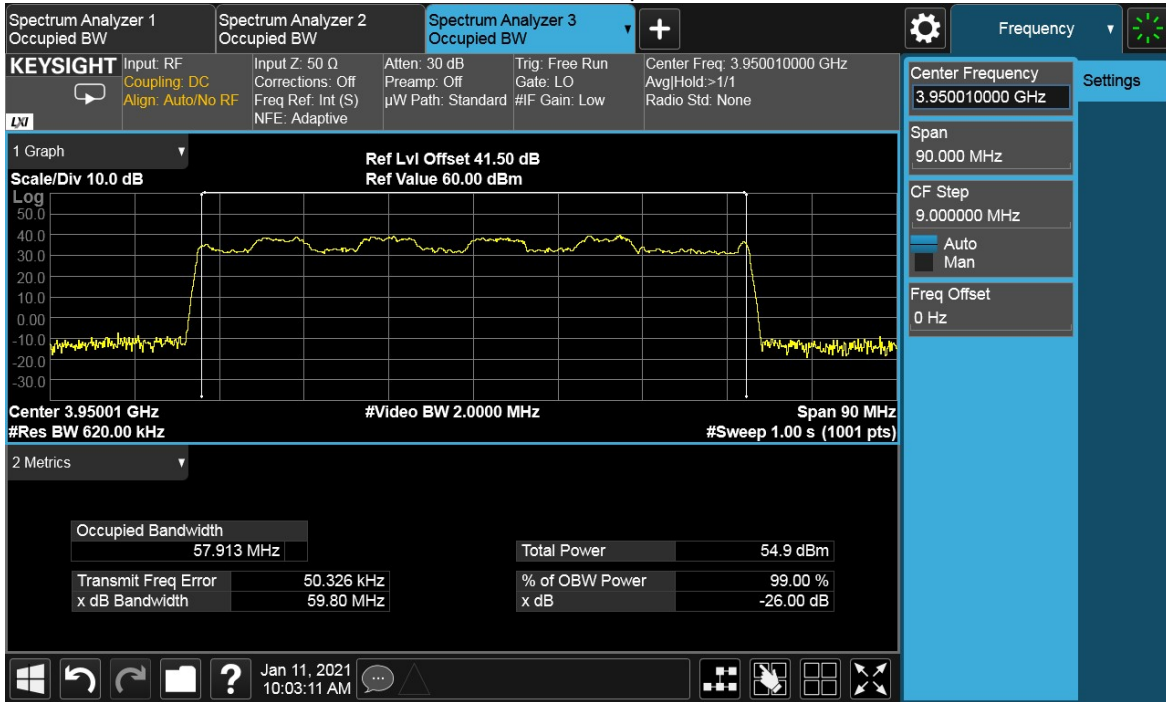 Spectrum Analyzer 1
Occupied BW
Spectrum Analyzer 2
Occupied BW
Spectrum Analyzer 3
Occupied BW
Frequency
KEYSIGHT
LXI
Input: RF
Coupling: DC
Align: Auto/No RF
Input Z: 50 Ω
Corrections: Off
Freq Ref: Int (S)
NFE: Adaptive
Atten: 30 dB
Preamp: Off
µW Path: Standard
Trig: Free Run
Gate: LO
#IF Gain: Low
Center Freq: 3.950010000 GHz
Avg|Hold:>1/1
Radio Std: None
Center Frequency
3.950010000 GHz
Settings
Span
90.000 MHz
CF Step
9.000000 MHz
Auto
Man
Freq Offset
0 Hz
1 Graph
Scale/Div 10.0 dB
Ref Lvl Offset 41.50 dB
Ref Value 60.00 dBm
Log
50.0
40.0
30.0
20.0
10.0
0.00
-10.0
-20.0
-30.0
Center 3.95001 GHz
#Video BW 2.0000 MHz
Span 90 MHz
#Res BW 620.00 kHz
#Sweep 1.00 s (1001 pts)
2 Metrics
Occupied Bandwidth
57.913 MHz
Total Power 54.9 dBm
Transmit Freq Error 50.326 kHz
% of OBW Power 99.00 %
x dB Bandwidth 59.80 MHz
x dB -26.00 dB
?
Jan 11, 2021
10:03:11 AM